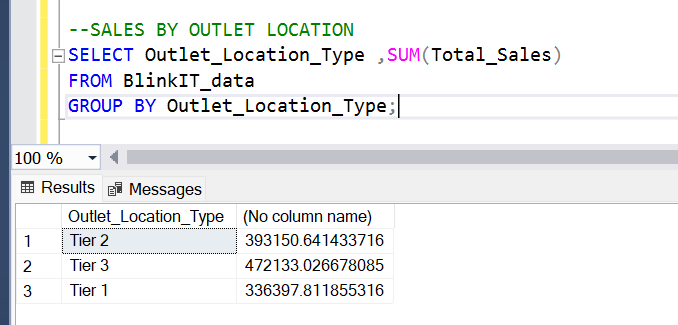 --SALES BY OUTLET LOCATION
SELECT Outlet_Location_Type ,SUM(Total_Sales)
FROM BlinkIT_data
GROUP BY Outlet_Location_Type;
100 %
Results Messages
Outlet_Location_Type (No column name)
1 Tier 2 393150.641433716
2 Tier 3 472133.026678085
3 Tier 1 336397.811855316